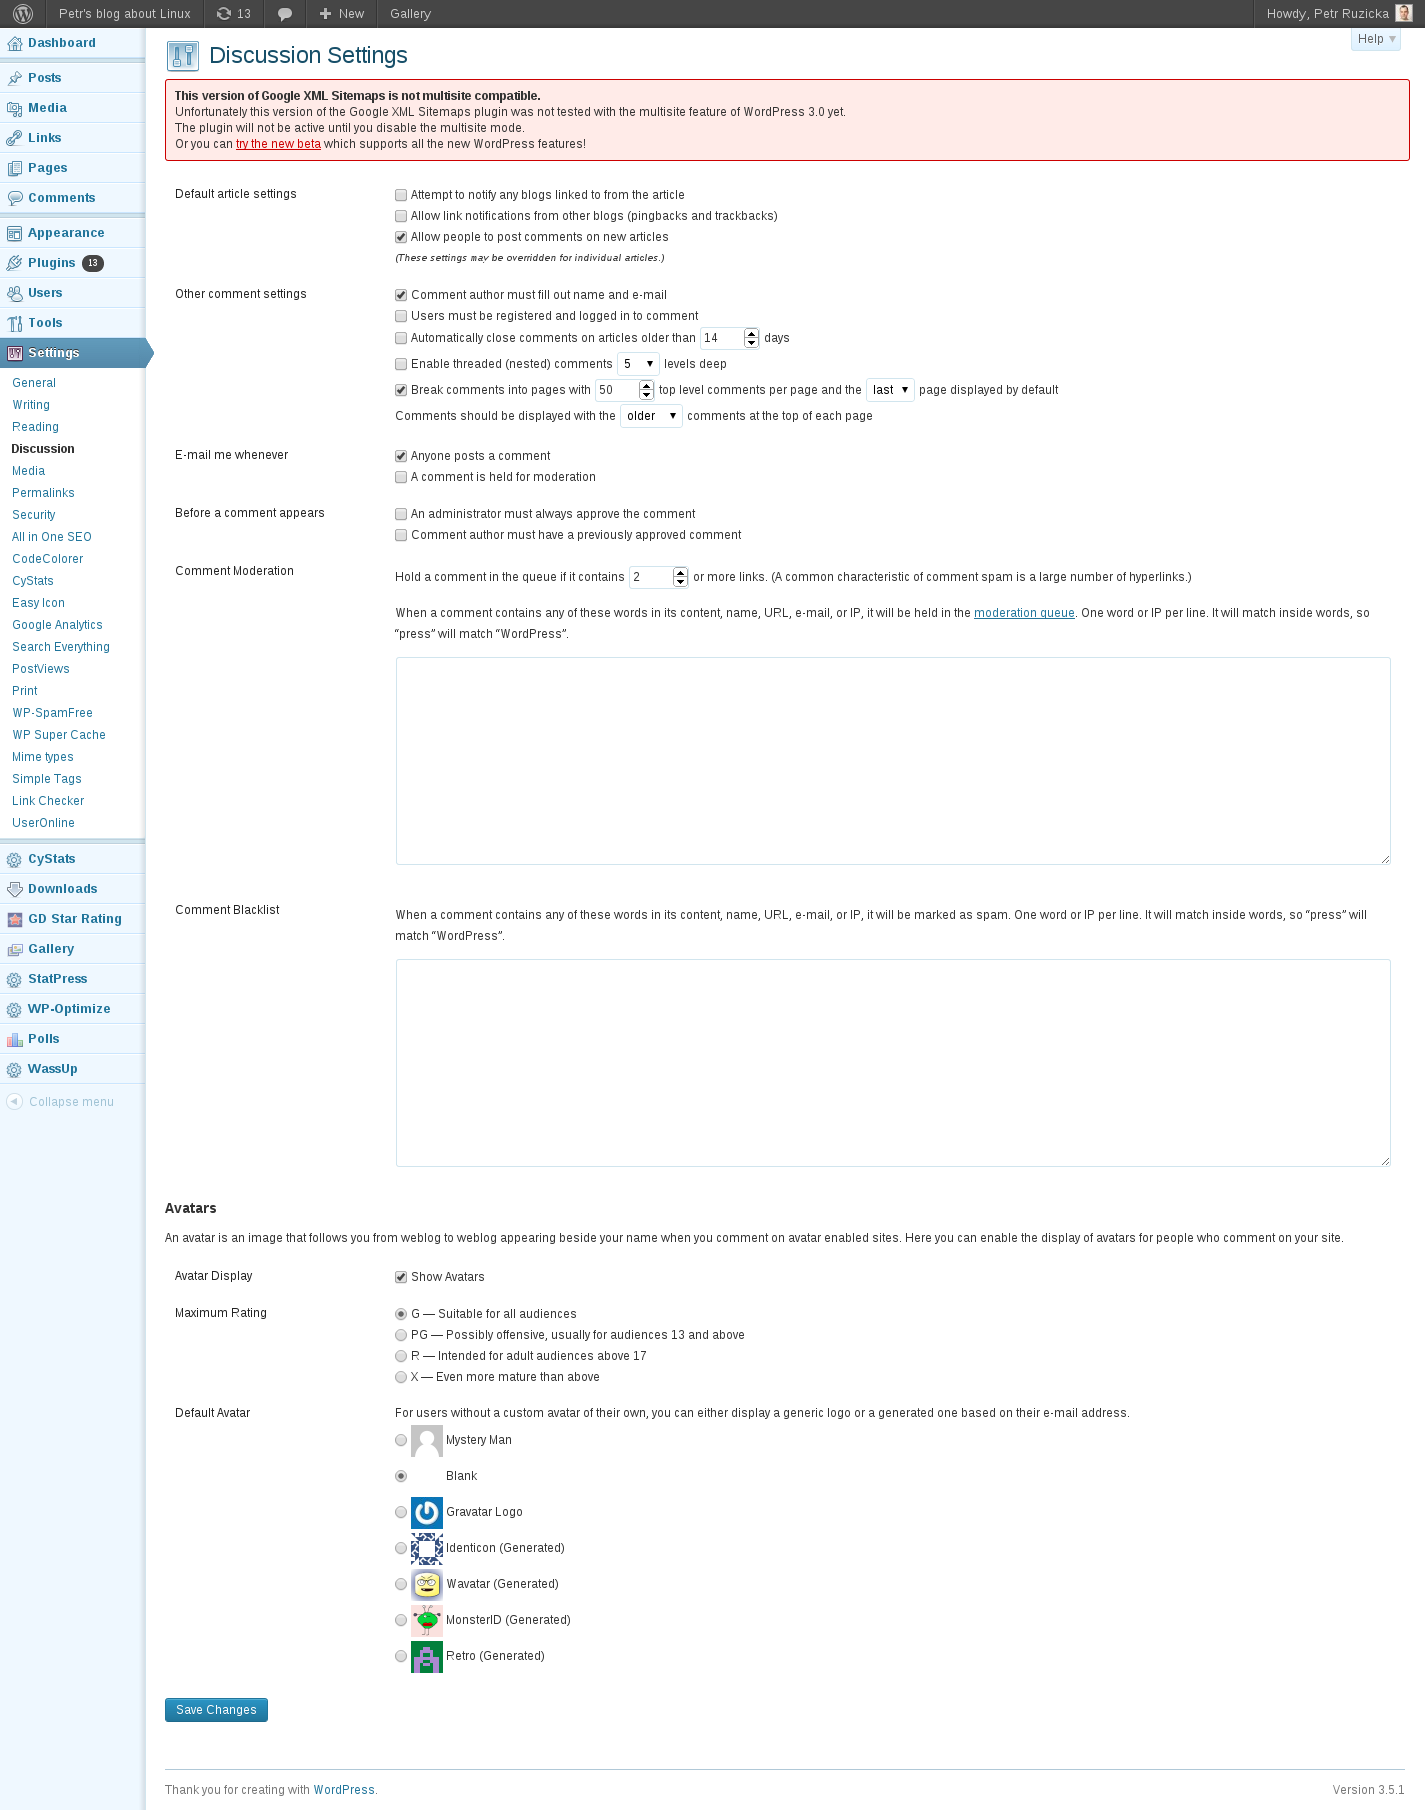 Petr's blog about Linux 13 New Gallery Howdy, Petr Ruzicka
Help
Dashboard
Posts
Media
Links
Pages
Comments
Appearance
Plugins 13
Users
Tools
Settings
General
Writing
Reading
Discussion
Media
Permalinks
Security
All in One SEO
CodeColorer
CyStats
Easy Icon
Google Analytics
Search Everything
PostViews
Print
WP-SpamFree
WP Super Cache
Mime types
Simple Tags
Link Checker
UserOnline
CyStats
Downloads
GD Star Rating
Gallery
StatPress
WP-Optimize
Polls
WassUp
Collapse menu
Discussion Settings
This version of Google XML Sitemaps is not multisite compatible.
Unfortunately this version of the Google XML Sitemaps plugin was not tested with the multisite feature of WordPress 3.0 yet.
The plugin will not be active until you disable the multisite mode.
Or you can try the new beta which supports all the new WordPress features!
Default article settings
Attempt to notify any blogs linked to from the article
Allow link notifications from other blogs (pingbacks and trackbacks)
Allow people to post comments on new articles
(These settings may be overridden for individual articles.)
Other comment settings
Comment author must fill out name and e-mail
Users must be registered and logged in to comment
Automatically close comments on articles older than 14 days
Enable threaded (nested) comments 5 levels deep
Break comments into pages with 50 top level comments per page and the last page displayed by default
Comments should be displayed with the older comments at the top of each page
E-mail me whenever
Anyone posts a comment
A comment is held for moderation
Before a comment appears
An administrator must always approve the comment
Comment author must have a previously approved comment
Comment Moderation
Hold a comment in the queue if it contains 2 or more links. (A common characteristic of comment spam is a large number of hyperlinks.)
When a comment contains any of these words in its content, name, URL, e-mail, or IP, it will be held in the moderation queue. One word or IP per line. It will match inside words, so
“press” will match “WordPress”.
Comment Blacklist
When a comment contains any of these words in its content, name, URL, e-mail, or IP, it will be marked as spam. One word or IP per line. It will match inside words, so “press” will
match “WordPress”.
Avatars
An avatar is an image that follows you from weblog to weblog appearing beside your name when you comment on avatar enabled sites. Here you can enable the display of avatars for people who comment on your site.
Avatar Display
Show Avatars
Maximum Rating
G — Suitable for all audiences
PG — Possibly offensive, usually for audiences 13 and above
R — Intended for adult audiences above 17
X — Even more mature than above
Default Avatar
For users without a custom avatar of their own, you can either display a generic logo or a generated one based on their e-mail address.
Mystery Man
Blank
Gravatar Logo
Identicon (Generated)
Wavatar (Generated)
MonsterID (Generated)
Retro (Generated)
Save Changes
Thank you for creating with WordPress.
Version 3.5.1